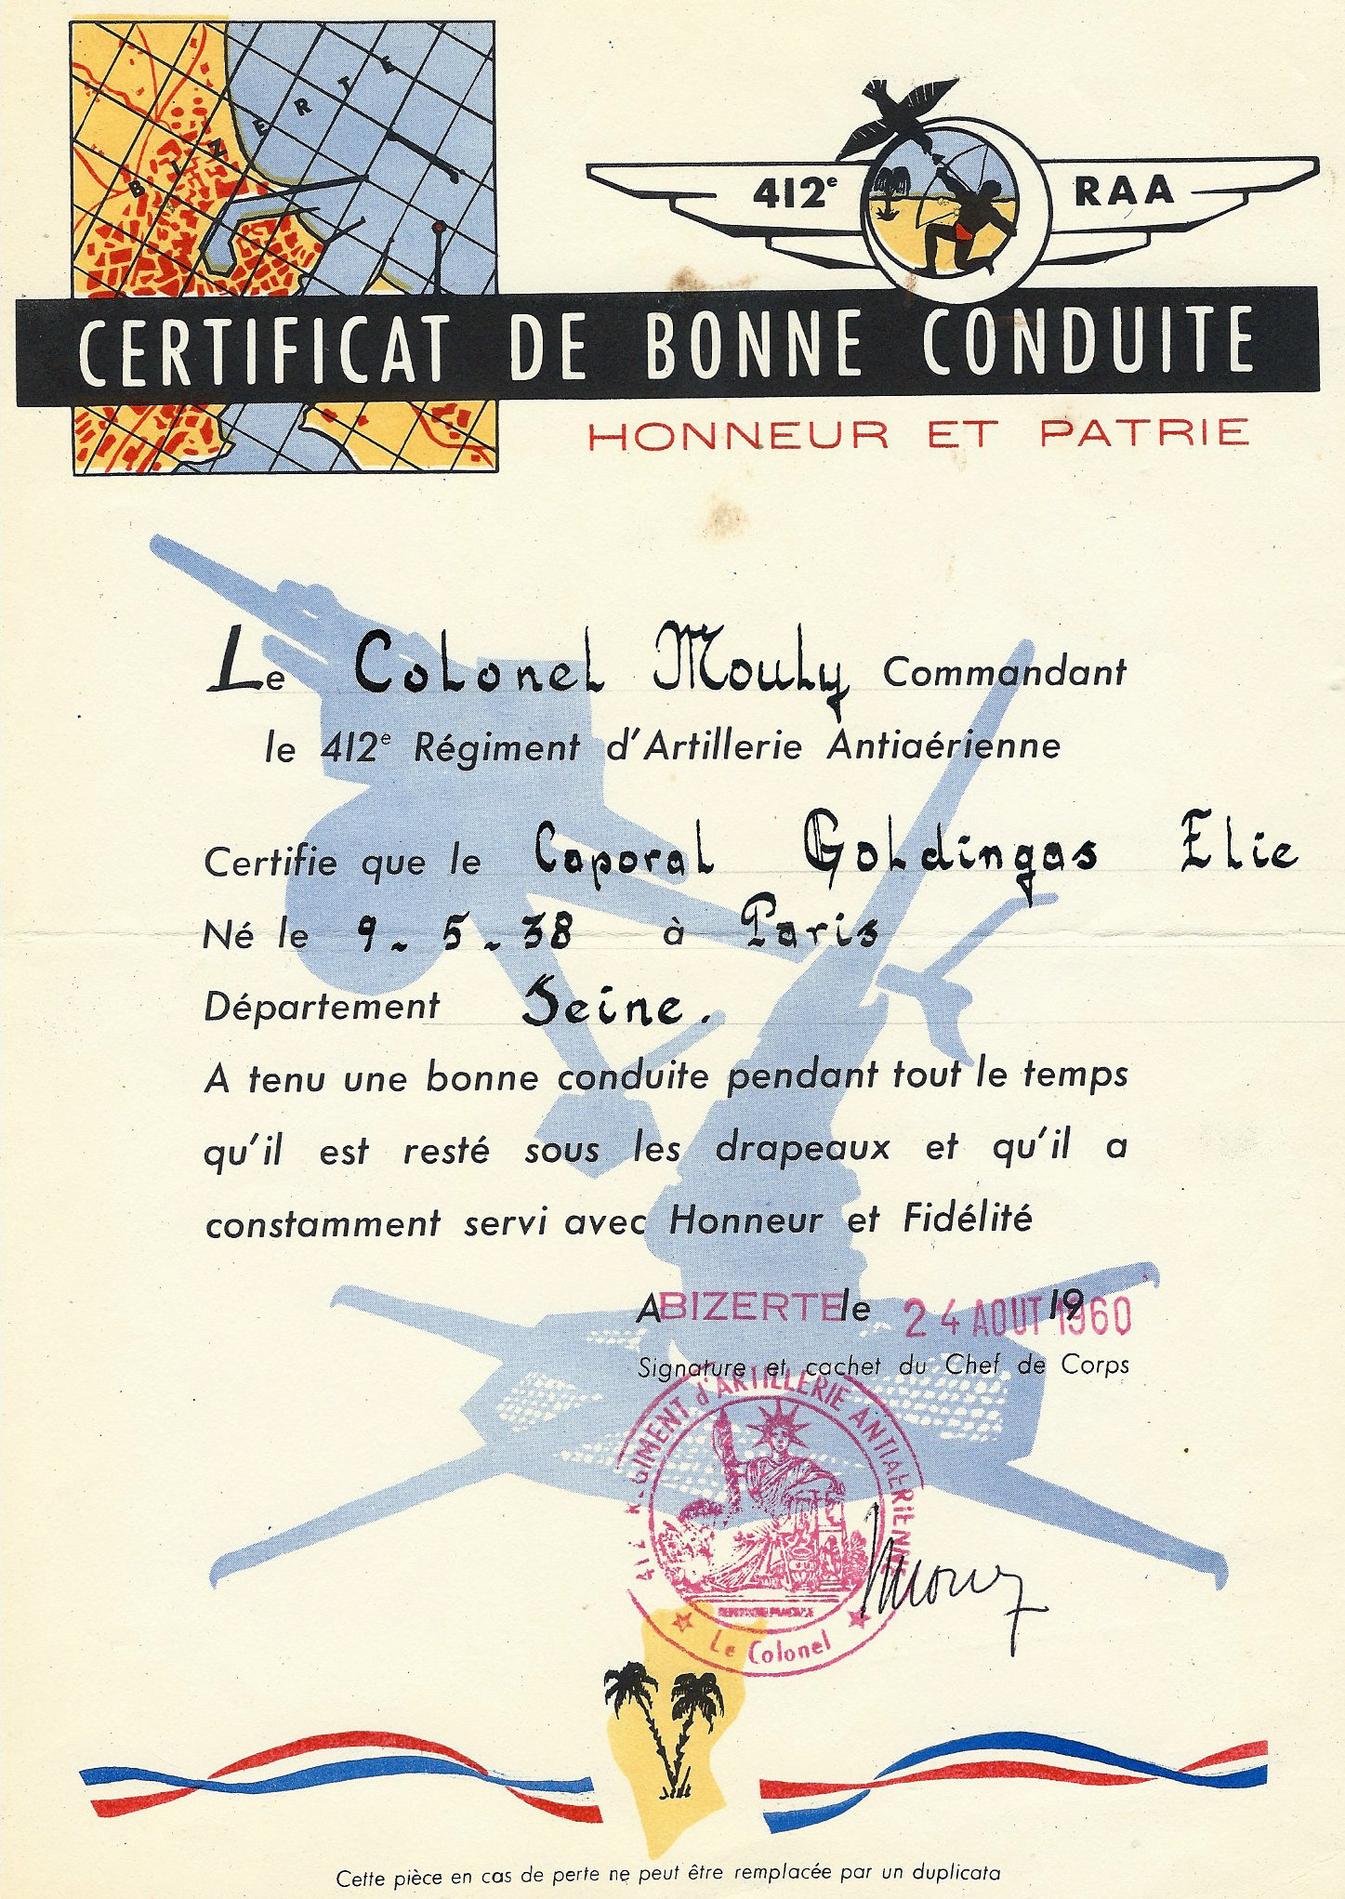 BIZERTE
412e RAA
CERTIFICAT DE BONNE CONDUITE
HONNEUR ET PATRIE
Le Colonel Mouly Commandant
le 412e Régiment d'Artillerie Antiaérienne
Certifie que le Caporal Goldingas Elie
Né le 9.5.38 à Paris
Département Seine.
A tenu une bonne conduite pendant tout le temps
qu'il est resté sous les drapeaux et qu'il a
constamment servi avec Honneur et Fidélité
A BIZERTE le 24 AOUT 19 1960
Signature et cachet du Chef de Corps
RÉGIMENT d'ARTILLERIE ANTIAÉRIENNE
Le Colonel
Mouly
Cette pièce en cas de perte ne peut être remplacée par un duplicata